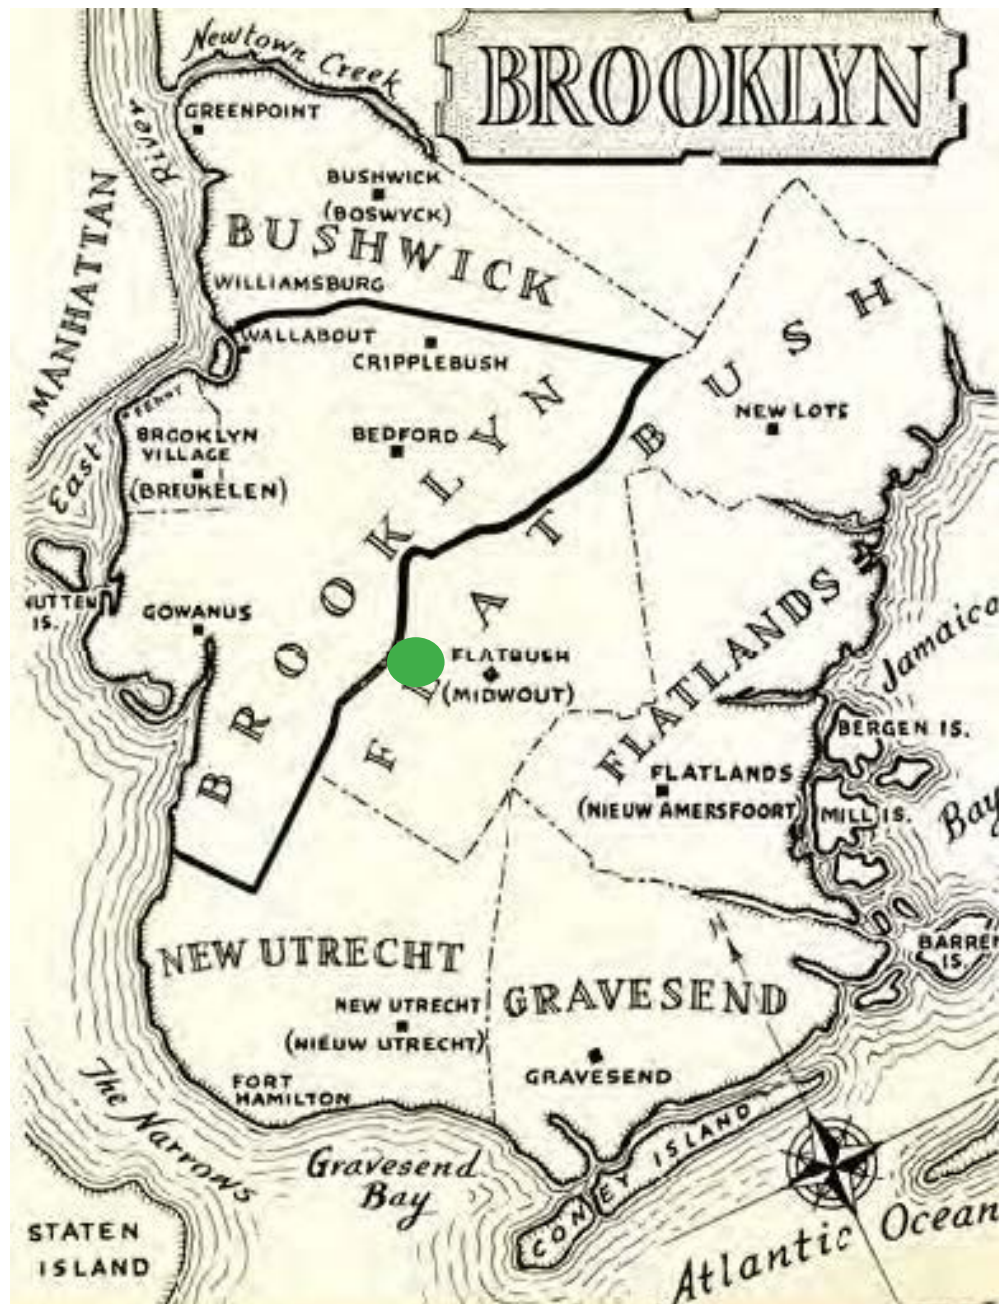 BROOKLYN
Newtown Creek
GREENPOINT
River
BUSHWICK
(BOSWYCK)
BUSHWICK
MANHATTAN
WILLIAMSBURG
WALLABOUT
CRIPPLEBUSH
FLATBUSH
NEW LOTS
FERRY
BROOKLYN
VILLAGE
(BREUKELEN)
BEDFORD
East
BROOKLYN
NUTTEN
IS.
GOWANUS
FLATBUSH
(MIDWOUT)
FLATLANDS
Jamaica
Bay
BERGEN IS.
FLATLANDS
(NIEUW AMERSFOORT)
MILL IS.
BARREN
IS.
NEW UTRECHT
NEW UTRECHT
(NIEUW UTRECHT)
GRAVESEND
N
GRAVESEND
FORT
HAMILTON
The Narrows
Gravesend
Bay
CONEY ISLAND
STATEN
ISLAND
Atlantic Ocean